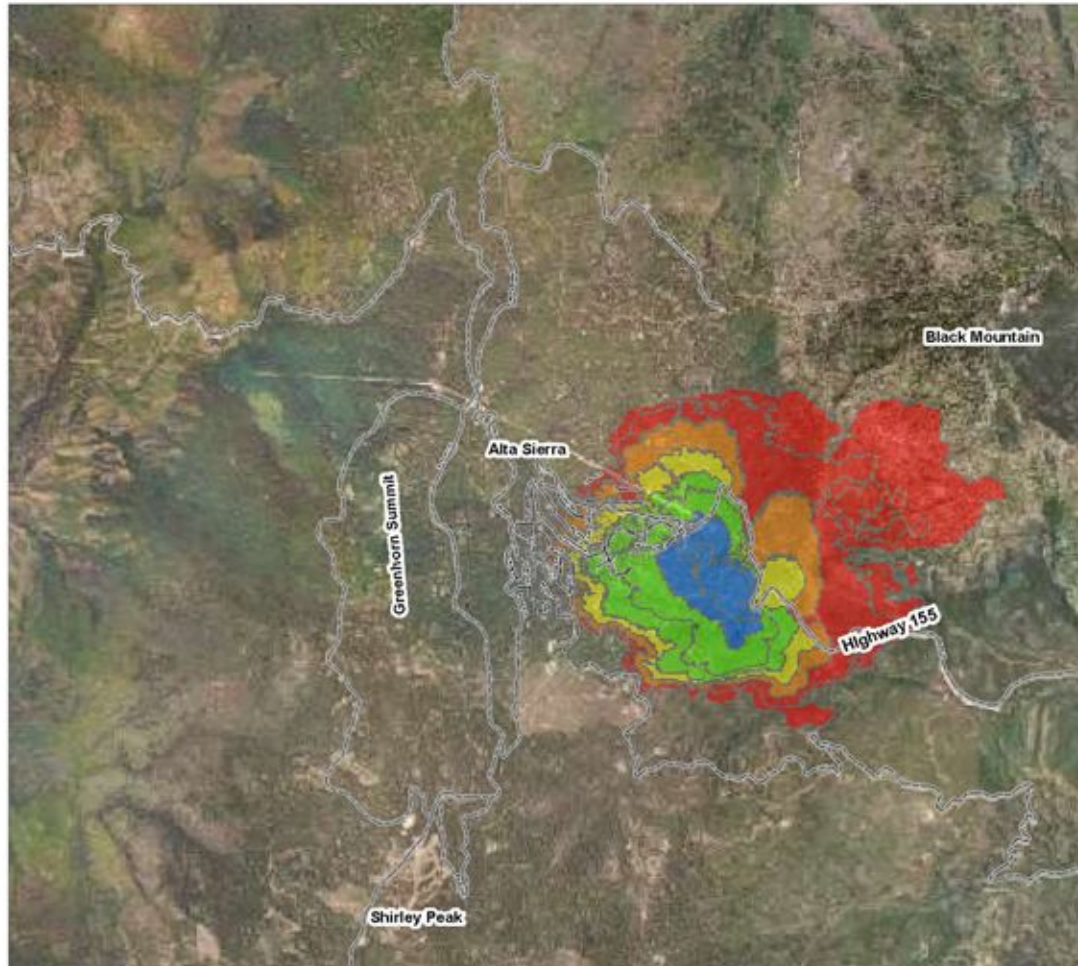 Black Mountain
Alta Sierra
Greenhorn Summit
Highway 155
Shirley Peak